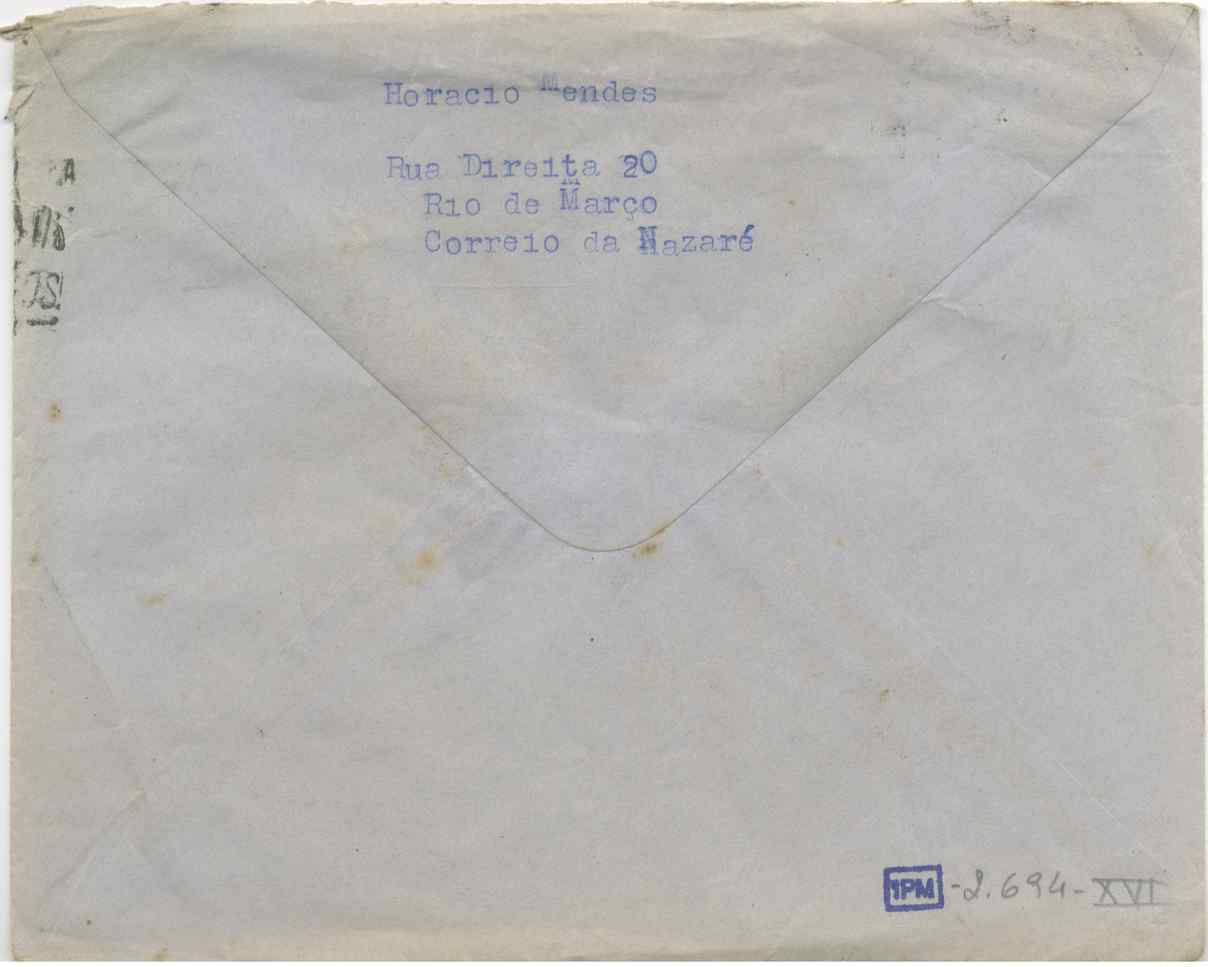 Horacio Mendes
Rua Direita 20
Rio de Março
Correio da Nazaré
1PM -2.694-XVI